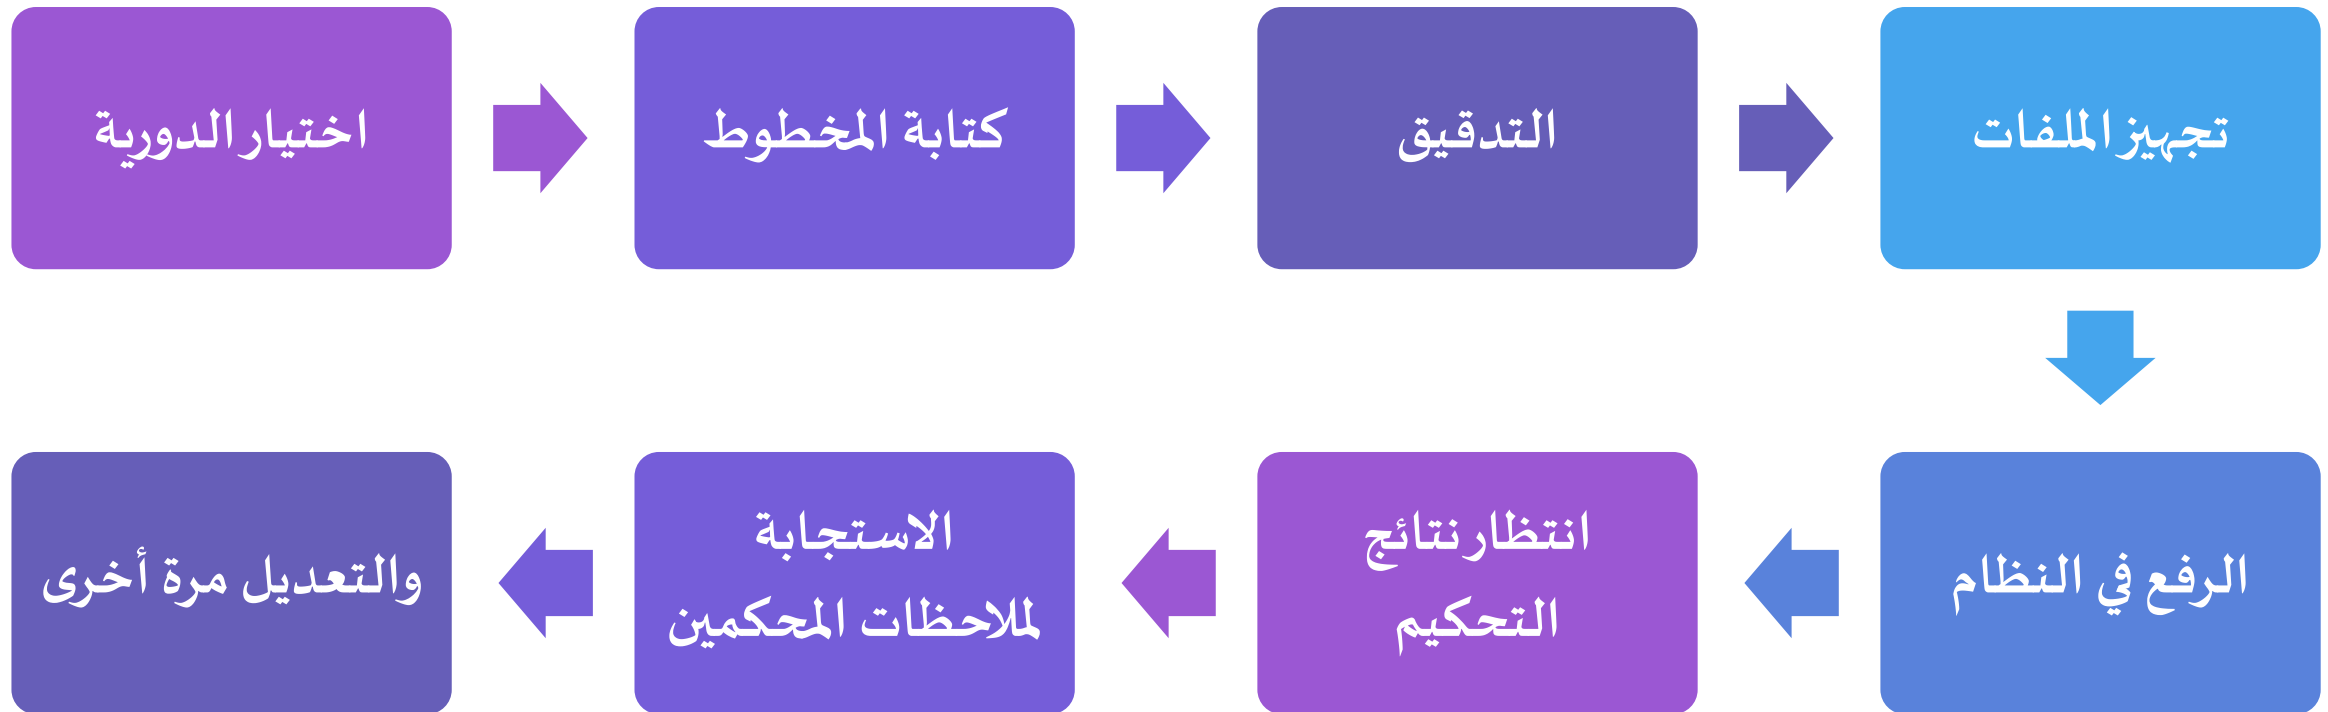 اختيار الدورية
كتابة المخطوط
التدقيق
تجهيز الملفات
الرفع في النظام
انتظار نتائج
التحكيم
الاستجابة
لملاحظات المحكمين
والتعديل مرة أخرى